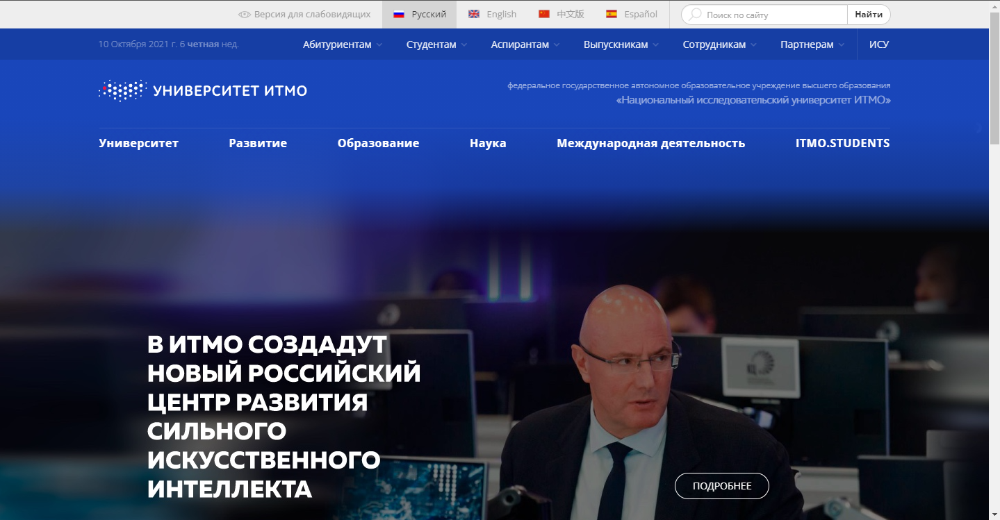 Версия для слабовидящих Русский English 中文版 Español Поиск по сайту Найти
10 Октября 2021 г. 6 четная нед. Абитуриентам Студентам Аспирантам Выпускникам Сотрудникам Партнерам ИСУ
федеральное государственное автономное образовательное учреждение высшего образования
УНИВЕРСИТЕТ ИТМО
«Национальный исследовательский университет ИТМО»
Университет Развитие Образование Наука Международная деятельность ITMO.STUDENTS
В ИТМО СОЗДАДУТ
НОВЫЙ РОССИЙСКИЙ
ЦЕНТР РАЗВИТИЯ
СИЛЬНОГО
ИСКУССТВЕННОГО
ИНТЕЛЛЕКТА
ПОДРОБНЕЕ